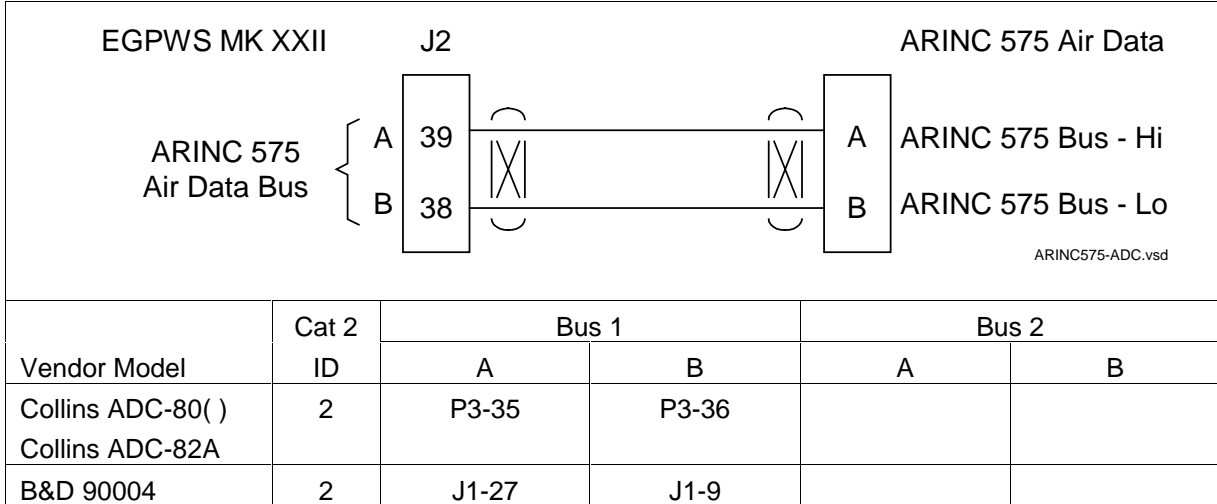 EGPWS MK XXII J2 ARINC 575 Air Data
A 39 A ARINC 575 Bus - Hi
ARINC 575
Air Data Bus
B 38 B ARINC 575 Bus - Lo
ARINC575-ADC.vsd
Cat 2 Bus 1 Bus 2
Vendor Model ID A B A B
Collins ADC-80( ) 2 P3-35 P3-36
Collins ADC-82A
B&D 90004 2 J1-27 J1-9